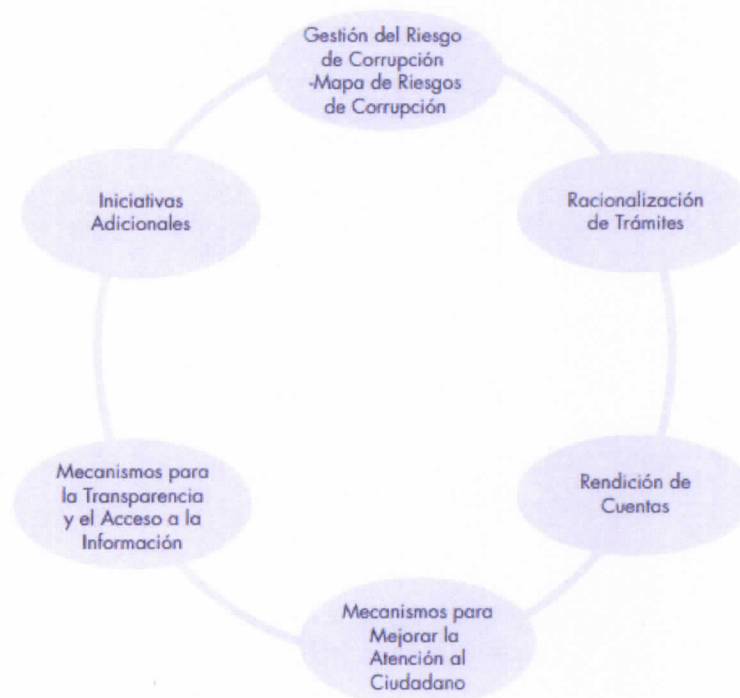 Gestión del Riesgo
de Corrupción
-Mapa de Riesgos
de Corrupción
Racionalización
de Trámites
Rendición de
Cuentas
Mecanismos para
Mejorar la
Atención al
Ciudadano
Mecanismos para
la Transparencia
y el Acceso a la
Información
Iniciativas
Adicionales